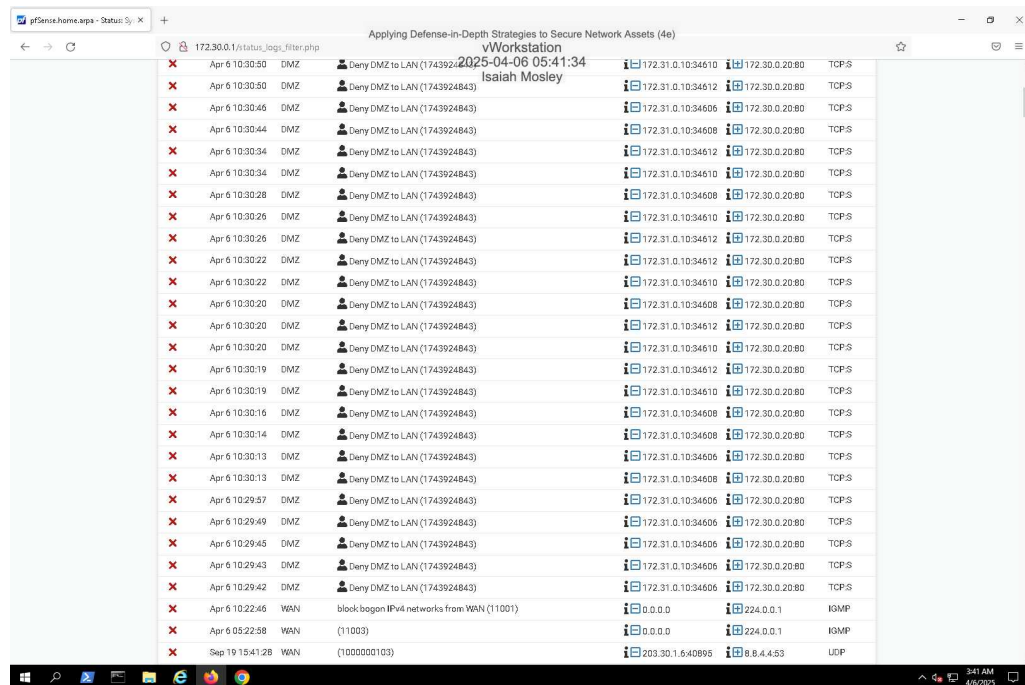 pfSense.home.arpa - Status: Sy
172.30.0.1/status_logs_filter.php
Applying Defense-in-Depth Strategies to Secure Network Assets (4e)
vWorkstation
2025-04-06 05:41:34
Isaiah Mosley
Apr 6 10:30:50 DMZ Deny DMZ to LAN (1743924843) 172.31.0.10:34610 172.30.0.20:80 TCP:S
Apr 6 10:30:50 DMZ Deny DMZ to LAN (1743924843) 172.31.0.10:34612 172.30.0.20:80 TCP:S
Apr 6 10:30:46 DMZ Deny DMZ to LAN (1743924843) 172.31.0.10:34606 172.30.0.20:80 TCP:S
Apr 6 10:30:44 DMZ Deny DMZ to LAN (1743924843) 172.31.0.10:34608 172.30.0.20:80 TCP:S
Apr 6 10:30:34 DMZ Deny DMZ to LAN (1743924843) 172.31.0.10:34612 172.30.0.20:80 TCP:S
Apr 6 10:30:34 DMZ Deny DMZ to LAN (1743924843) 172.31.0.10:34610 172.30.0.20:80 TCP:S
Apr 6 10:30:28 DMZ Deny DMZ to LAN (1743924843) 172.31.0.10:34608 172.30.0.20:80 TCP:S
Apr 6 10:30:26 DMZ Deny DMZ to LAN (1743924843) 172.31.0.10:34610 172.30.0.20:80 TCP:S
Apr 6 10:30:26 DMZ Deny DMZ to LAN (1743924843) 172.31.0.10:34612 172.30.0.20:80 TCP:S
Apr 6 10:30:22 DMZ Deny DMZ to LAN (1743924843) 172.31.0.10:34612 172.30.0.20:80 TCP:S
Apr 6 10:30:22 DMZ Deny DMZ to LAN (1743924843) 172.31.0.10:34610 172.30.0.20:80 TCP:S
Apr 6 10:30:20 DMZ Deny DMZ to LAN (1743924843) 172.31.0.10:34608 172.30.0.20:80 TCP:S
Apr 6 10:30:20 DMZ Deny DMZ to LAN (1743924843) 172.31.0.10:34612 172.30.0.20:80 TCP:S
Apr 6 10:30:20 DMZ Deny DMZ to LAN (1743924843) 172.31.0.10:34610 172.30.0.20:80 TCP:S
Apr 6 10:30:19 DMZ Deny DMZ to LAN (1743924843) 172.31.0.10:34612 172.30.0.20:80 TCP:S
Apr 6 10:30:19 DMZ Deny DMZ to LAN (1743924843) 172.31.0.10:34610 172.30.0.20:80 TCP:S
Apr 6 10:30:16 DMZ Deny DMZ to LAN (1743924843) 172.31.0.10:34608 172.30.0.20:80 TCP:S
Apr 6 10:30:14 DMZ Deny DMZ to LAN (1743924843) 172.31.0.10:34608 172.30.0.20:80 TCP:S
Apr 6 10:30:13 DMZ Deny DMZ to LAN (1743924843) 172.31.0.10:34606 172.30.0.20:80 TCP:S
Apr 6 10:30:13 DMZ Deny DMZ to LAN (1743924843) 172.31.0.10:34608 172.30.0.20:80 TCP:S
Apr 6 10:29:57 DMZ Deny DMZ to LAN (1743924843) 172.31.0.10:34606 172.30.0.20:80 TCP:S
Apr 6 10:29:49 DMZ Deny DMZ to LAN (1743924843) 172.31.0.10:34606 172.30.0.20:80 TCP:S
Apr 6 10:29:45 DMZ Deny DMZ to LAN (1743924843) 172.31.0.10:34606 172.30.0.20:80 TCP:S
Apr 6 10:29:43 DMZ Deny DMZ to LAN (1743924843) 172.31.0.10:34606 172.30.0.20:80 TCP:S
Apr 6 10:29:42 DMZ Deny DMZ to LAN (1743924843) 172.31.0.10:34606 172.30.0.20:80 TCP:S
Apr 6 10:22:46 WAN block bogon IPv4 networks from WAN (11001) 0.0.0.0 224.0.0.1 IGMP
Apr 6 05:22:58 WAN (11003) 0.0.0.0 224.0.0.1 IGMP
Sep 19 15:41:28 WAN (1000000103) 203.30.1.6:40895 8.8.4.4:53 UDP
3:41 AM
4/6/2025